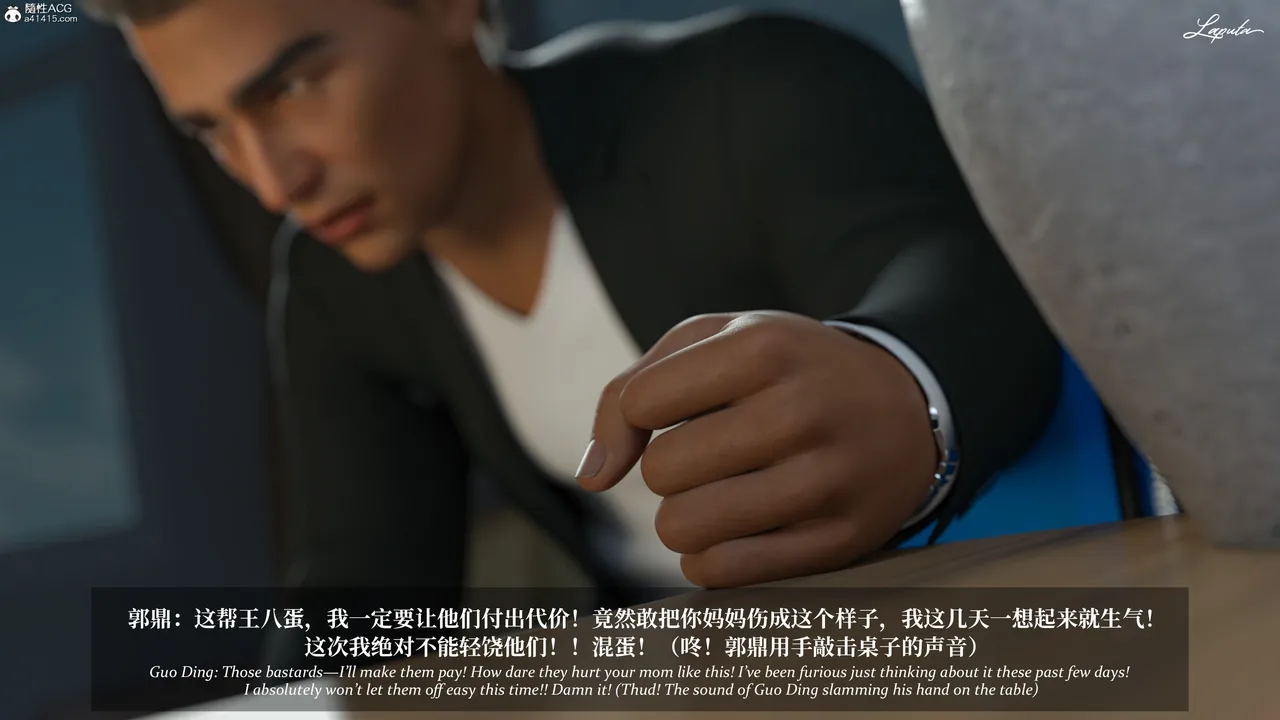 隨性ACG
a41415.com
Laputa
郭鼎：这帮王八蛋，我一定要让他们付出代价！竟然敢把你妈妈伤成这个样子，我这几天一想起来就生气！
这次我绝对不能轻饶他们！！混蛋！（咚！郭鼎用手敲击桌子的声音）
Guo Ding: Those bastards—I'll make them pay! How dare they hurt your mom like this! I've been furious just thinking about it these past few days!
I absolutely won't let them off easy this time!! Damn it! (Thud! The sound of Guo Ding slamming his hand on the table)